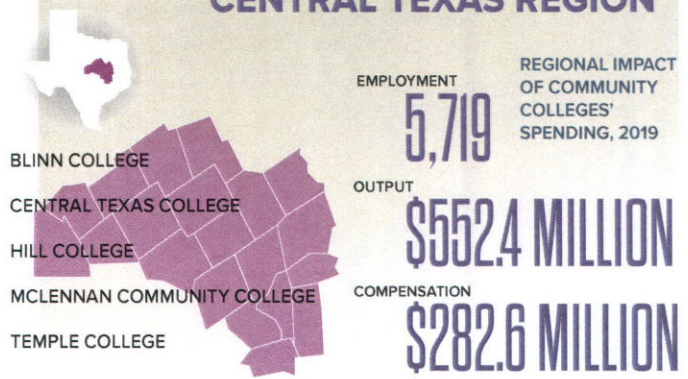 CENTRAL TEXAS REGION
REGIONAL IMPACT
OF COMMUNITY
COLLEGES'
SPENDING, 2019
EMPLOYMENT
5,719
OUTPUT
$552.4 MILLION
COMPENSATION
$282.6 MILLION
BLINN COLLEGE
CENTRAL TEXAS COLLEGE
HILL COLLEGE
MCLENNAN COMMUNITY COLLEGE
TEMPLE COLLEGE